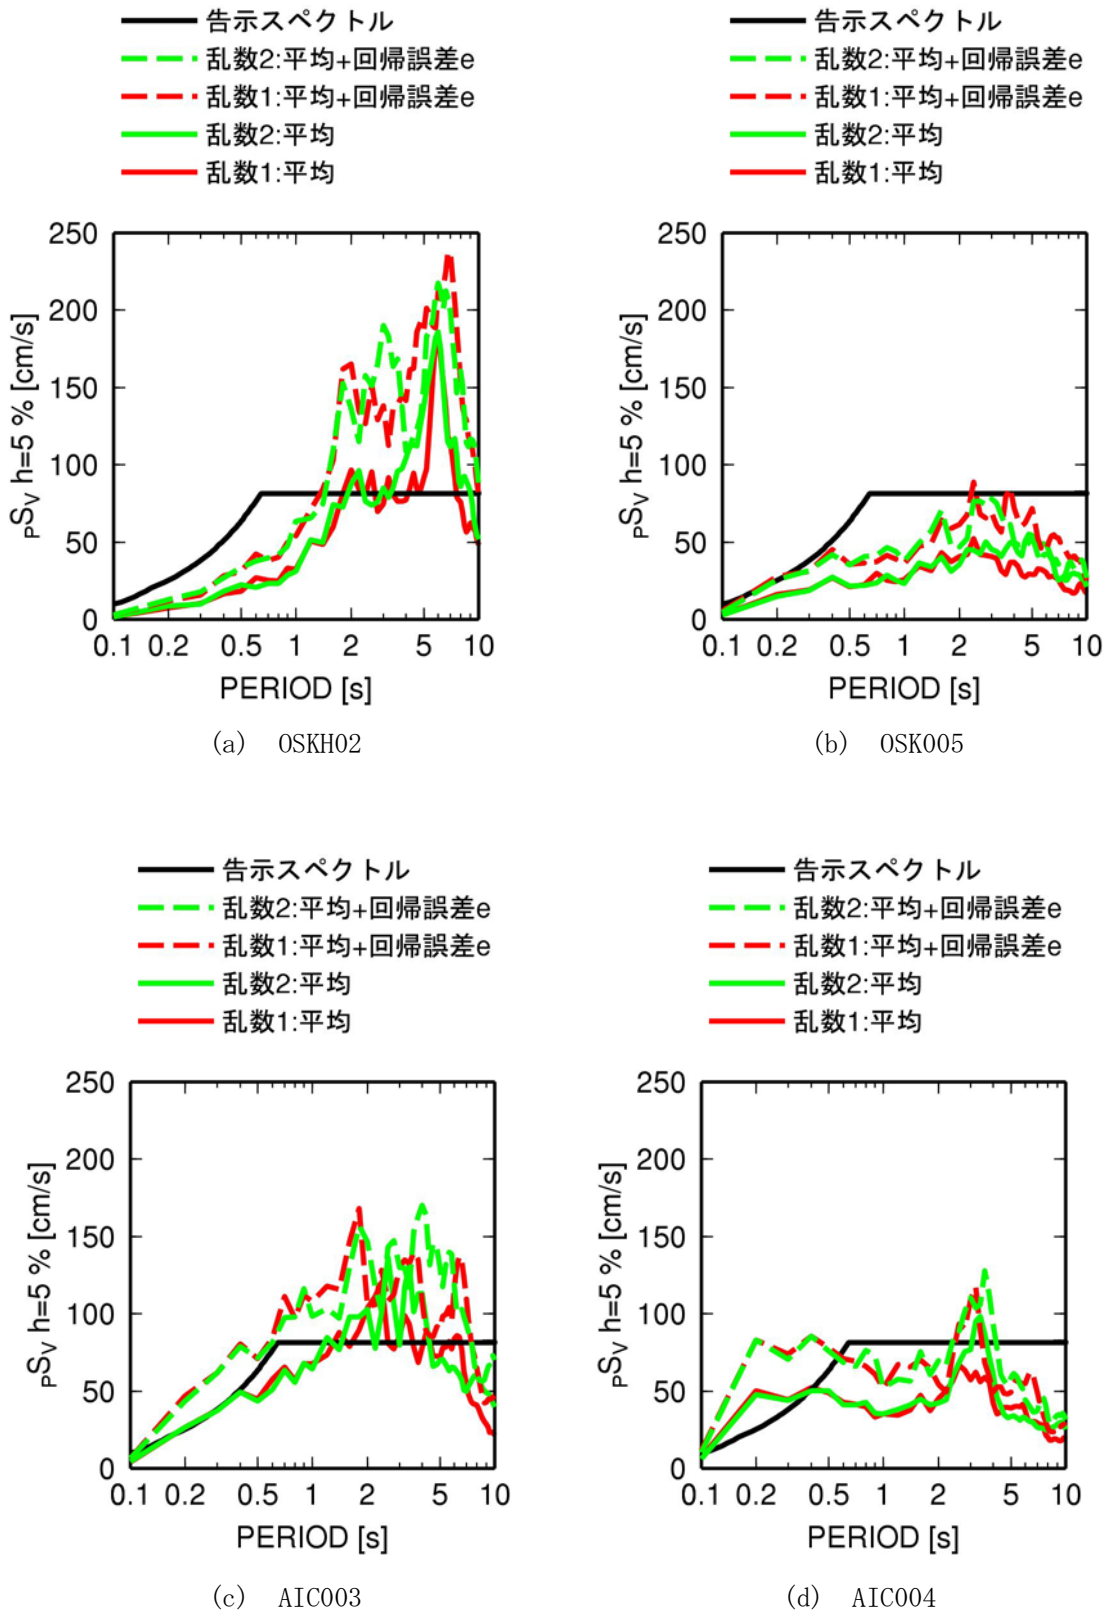 告示スペクトル
乱数2:平均+回帰誤差e
乱数1:平均+回帰誤差e
乱数2:平均
乱数1:平均
250
200
150
100
50
0
PSV h=5 % [cm/s]
0.1 0.2 0.5 1 2 5 10
PERIOD [s]
(a) OSKH02
告示スペクトル
乱数2:平均+回帰誤差e
乱数1:平均+回帰誤差e
乱数2:平均
乱数1:平均
250
200
150
100
50
0
PSV h=5 % [cm/s]
0.1 0.2 0.5 1 2 5 10
PERIOD [s]
(b) OSK005
告示スペクトル
乱数2:平均+回帰誤差e
乱数1:平均+回帰誤差e
乱数2:平均
乱数1:平均
250
200
150
100
50
0
PSV h=5 % [cm/s]
0.1 0.2 0.5 1 2 5 10
PERIOD [s]
(c) AIC003
告示スペクトル
乱数2:平均+回帰誤差e
乱数1:平均+回帰誤差e
乱数2:平均
乱数1:平均
250
200
150
100
50
0
PSV h=5 % [cm/s]
0.1 0.2 0.5 1 2 5 10
PERIOD [s]
(d) AIC004